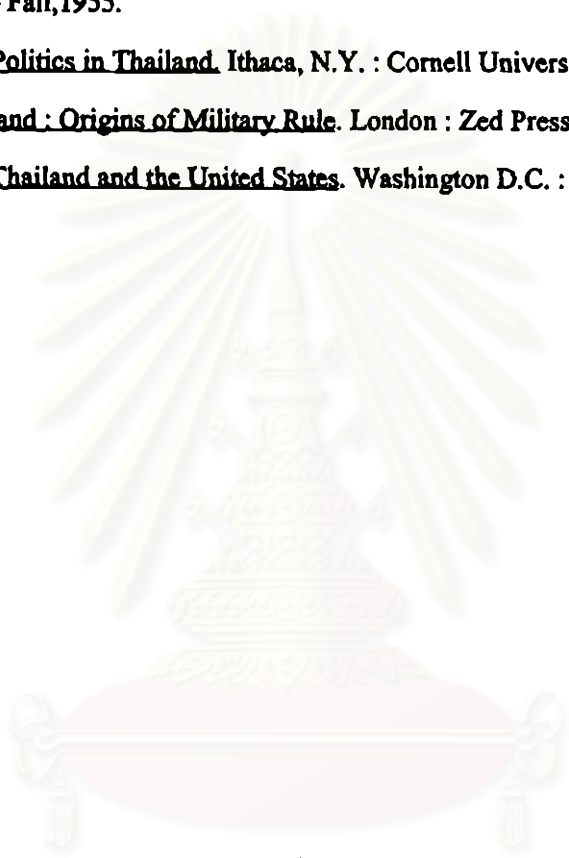 Fall,1955.
Politics in Thailand. Ithaca, N.Y. : Cornell Univers
and : Origins of Military Rule. London : Zed Press
Thailand and the United States. Washington D.C. :